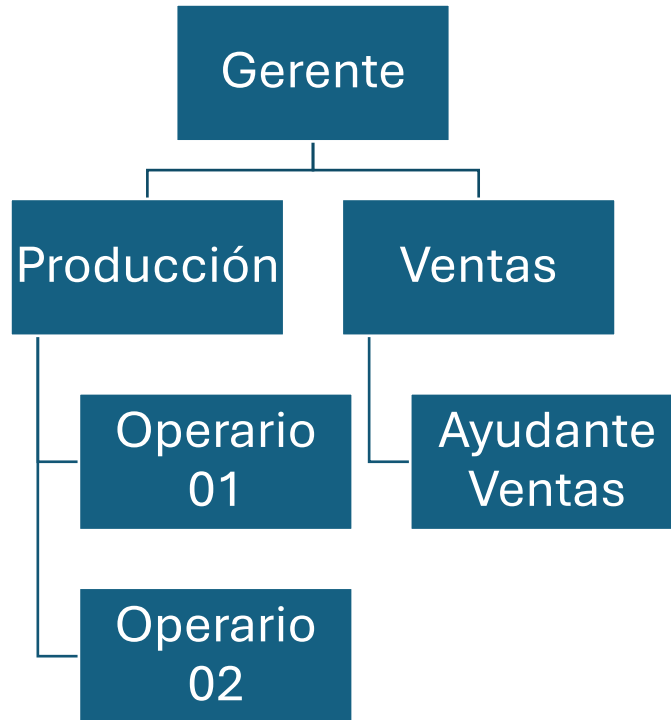 Gerente
Producción
Ventas
Operario
01
Ayudante
Ventas
Operario
02